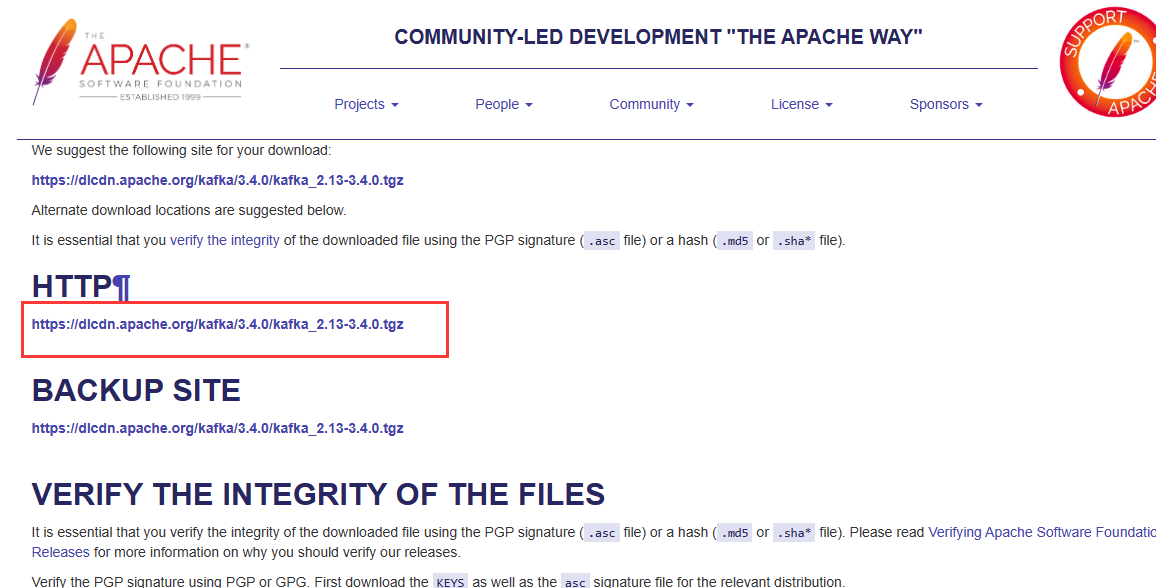 THE
APACHE®
SOFTWARE FOUNDATION
ESTABLISHED 1999
COMMUNITY-LED DEVELOPMENT "THE APACHE WAY"
SUPPORT
APACHE
Projects People Community License Sponsors
We suggest the following site for your download:
https://dlcdn.apache.org/kafka/3.4.0/kafka_2.13-3.4.0.tgz
Alternate download locations are suggested below.
It is essential that you verify the integrity of the downloaded file using the PGP signature ( .asc file) or a hash ( .md5 or .sha* file).
HTTP¶
https://dlcdn.apache.org/kafka/3.4.0/kafka_2.13-3.4.0.tgz
BACKUP SITE
https://dlcdn.apache.org/kafka/3.4.0/kafka_2.13-3.4.0.tgz
VERIFY THE INTEGRITY OF THE FILES
It is essential that you verify the integrity of the downloaded file using the PGP signature ( .asc file) or a hash ( .md5 or .sha* file). Please read Verifying Apache Software Foundatio
Releases for more information on why you should verify our releases.
Verify the PGP signature using PGP or GPG. First download the KEYS as well as the asc signature file for the relevant distribution.